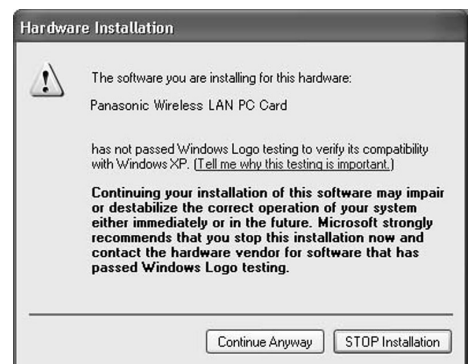 Hardware Installation
The software you are installing for this hardware:
Panasonic Wireless LAN PC Card
has not passed Windows Logo testing to verify its compatibility
with Windows XP. (Tell me why this testing is important.)
Continuing your installation of this software may impair
or destabilize the correct operation of your system
either immediately or in the future. Microsoft strongly
recommends that you stop this installation now and
contact the hardware vendor for software that has
passed Windows Logo testing.
Continue Anyway
STOP Installation